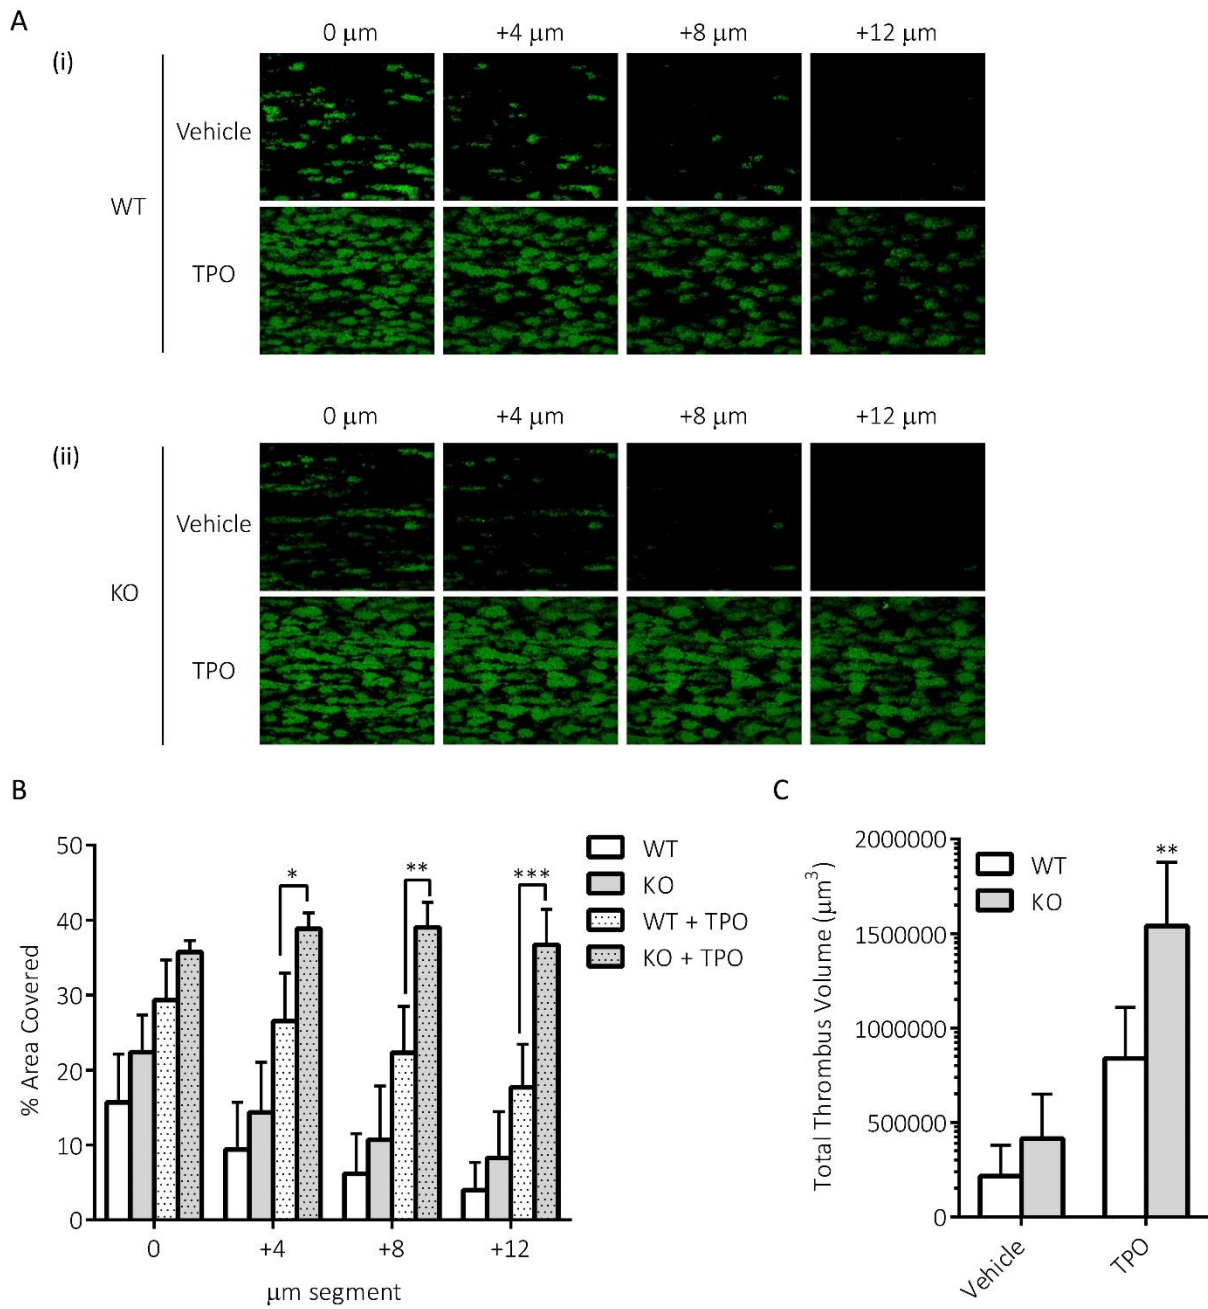 A
0 μm +4 μm +8 μm +12 μm
(i)
Vehicle
WT
TPO
0 μm +4 μm +8 μm +12 μm
(ii)
Vehicle
KO
TPO
B
50
40
30
20
10
0
% Area Covered
* ** ***
WT
KO
WT + TPO
KO + TPO
0 +4 +8 +12
μm segment
C
2000000
1500000
1000000
500000
0
Total Thrombus Volume (μm³)
**
WT
KO
Vehicle TPO